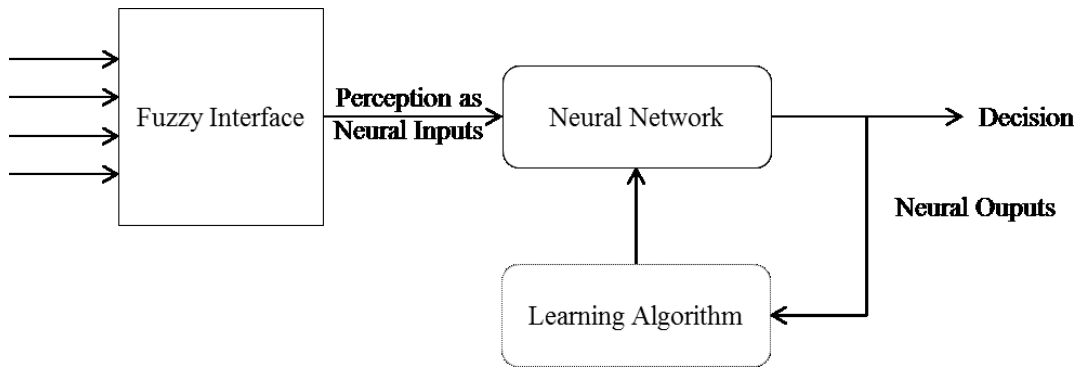 Fuzzy Interface
Perception as
Neural Inputs
Neural Network
Decision
Neural Ouputs
Learning Algorithm